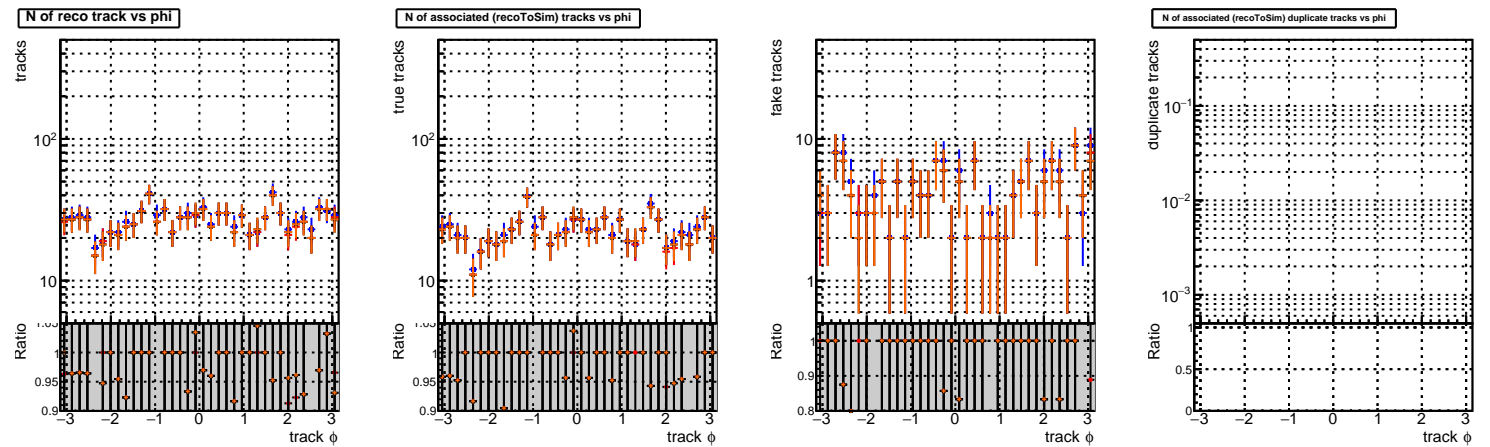 N of reco track vs phi
tracks
10²
10
Ratio
1.05
1
0.95
0.9
−3 −2 −1 0 1 2 3
track ϕ
N of associated (recoToSim) tracks vs phi
true tracks
10²
10
Ratio
1.05
1
0.95
0.9
−3 −2 −1 0 1 2 3
track ϕ
fake tracks
10
1
Ratio
1
0.9
0.8
−3 −2 −1 0 1 2 3
track ϕ
N of associated (recoToSim) duplicate tracks vs phi
duplicate tracks
10⁻¹
10⁻²
10⁻³
Ratio
1
0.5
0
−3 −2 −1 0 1 2 3
track ϕ